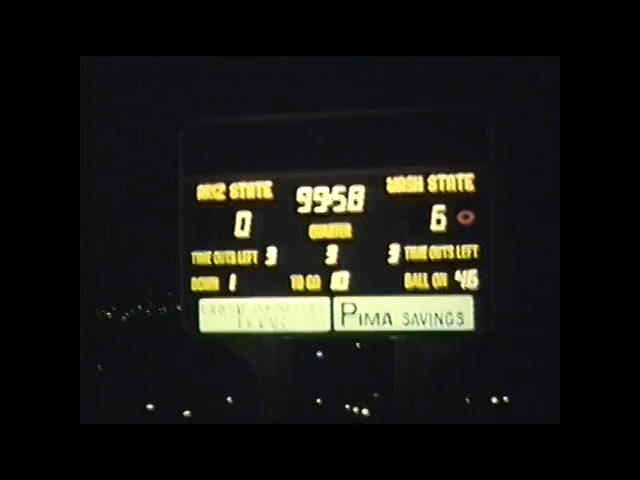 ARIZ STATE WASH STATE
99:58
0 6
QUARTER
TIME OUTS LEFT 3 3 3 TIME OUTS LEFT
DOWN 1 TO GO 10 BALL ON 46
PIMA SAVINGS